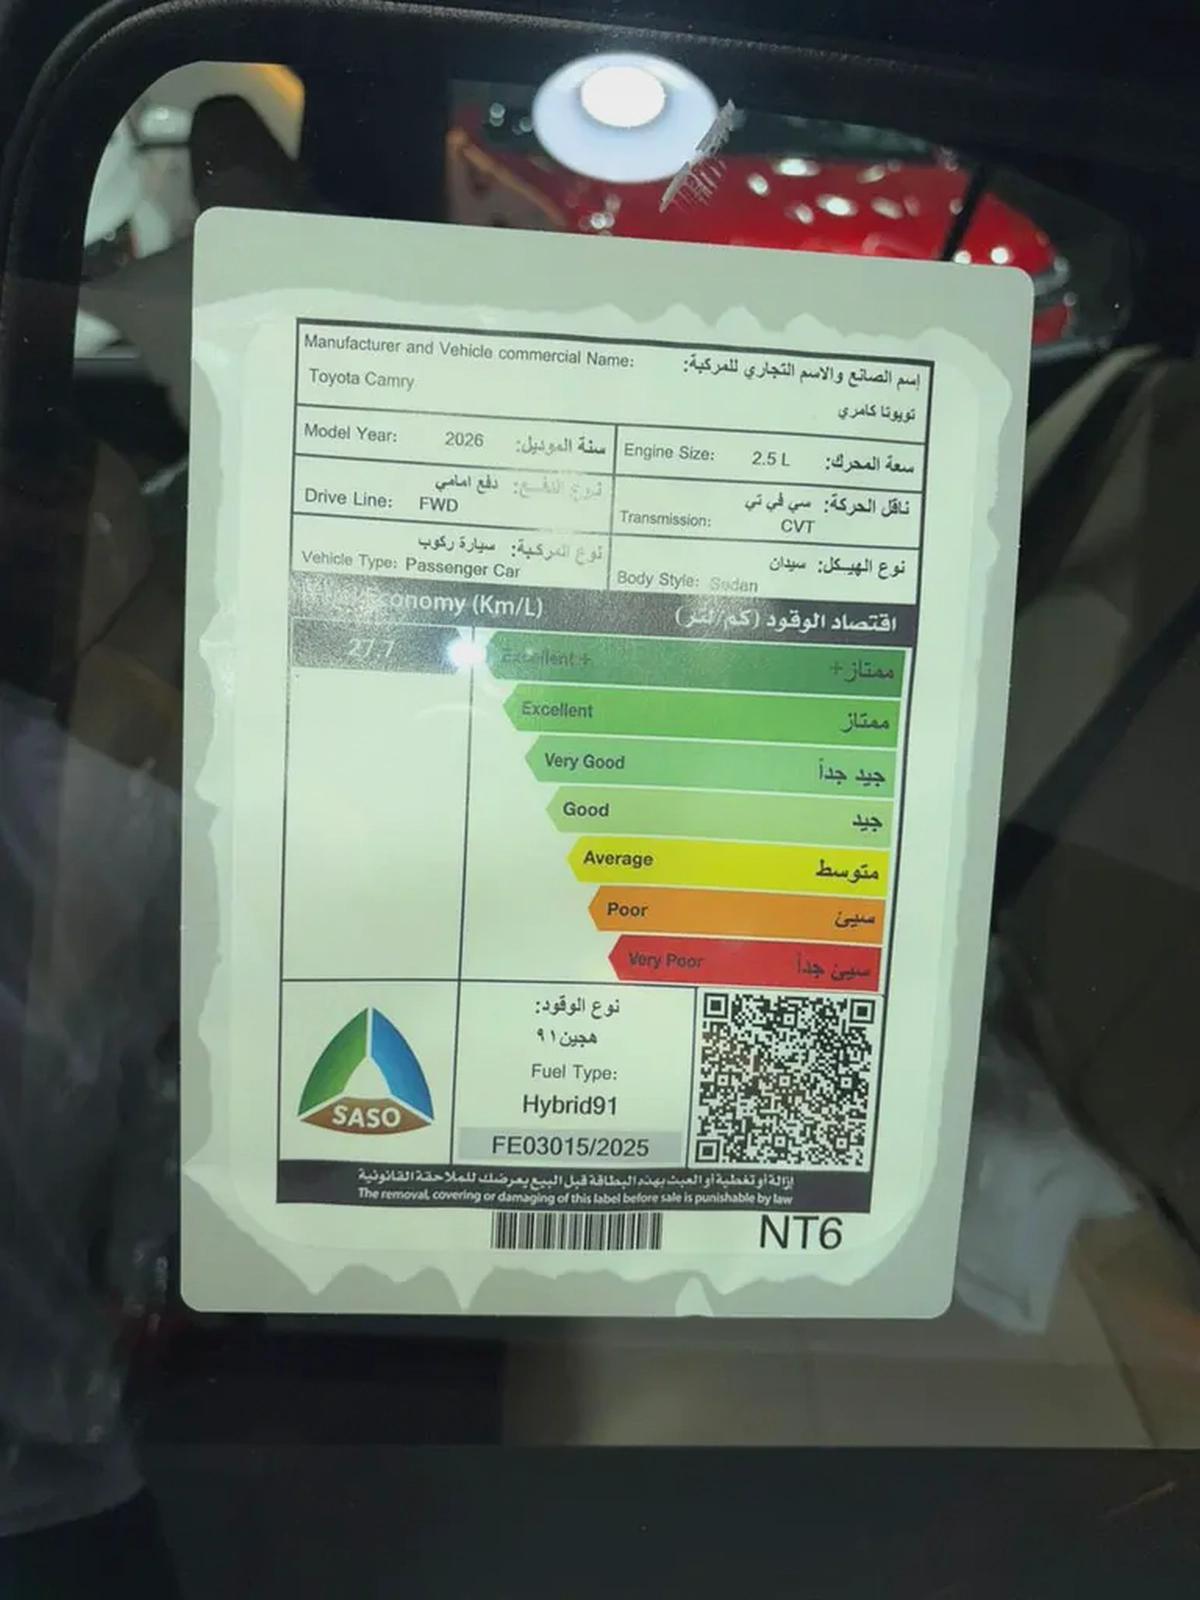 Manufacturer and Vehicle commercial Name: إسم الصانع والاسم التجاري للمركبة:
Toyota Camry تويوتا كامري
Model Year: 2026 سنة الموديل: Engine Size: 2.5 L سعة المحرك:
نوع الدفع: دفع امامي ناقل الحركة: سي في تي
Drive Line: FWD Transmission: CVT
نوع المركبة: سيارة ركوب نوع الهيكل: سيدان
Vehicle Type: Passenger Car Body Style: Sedan
(Km/L) اقتصاد الوقود (كم/لتر)
27.7 Excellent + ممتاز+
Excellent ممتاز
Very Good جيد جداً
Good جيد
Average متوسط
Poor سيئ
Very Poor سيئ جداً
نوع الوقود:
هجين٩١
Fuel Type:
Hybrid91
SASO
FE03015/2025
إزالة أو تغطية أو العبث بهذه البطاقة قبل البيع يعرضك للملاحقة القانونية
The removal, covering or damaging of this label before sale is punishable by law
NT6